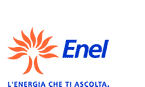 Enel
L'ENERGIA CHE TI ASCOLTA.